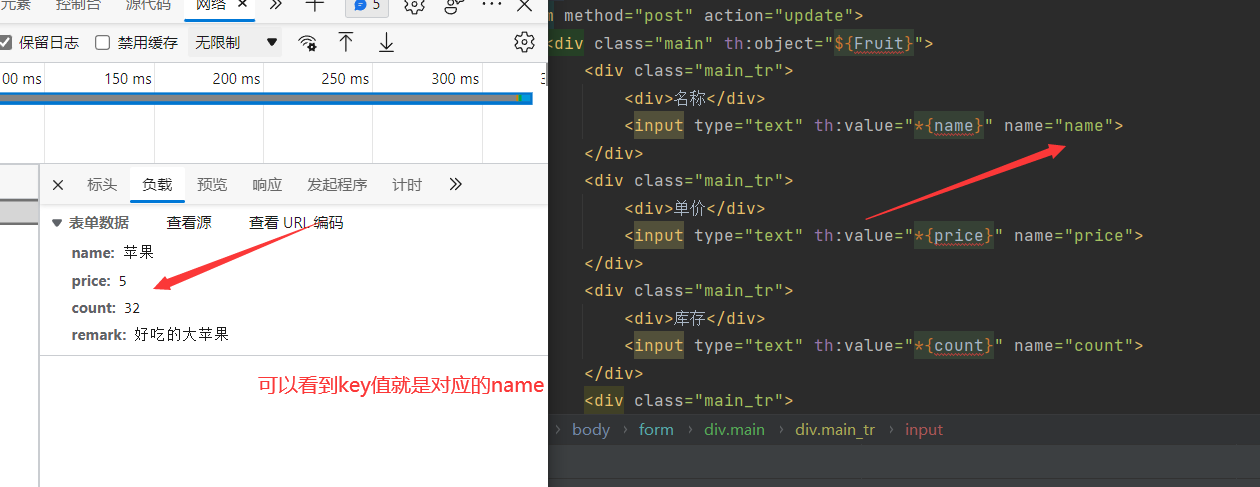 元素 控制台 源代码 网络 × » + 5 ⋯ ×
保留日志 禁用缓存 无限制
00 ms 150 ms 200 ms 250 ms 300 ms
× 标头 负载 预览 响应 发起程序 计时 »
表单数据 查看源 查看 URL 编码
name: 苹果
price: 5
count: 32
remark: 好吃的大苹果
可以看到key值就是对应的name
m method="post" action="update">
<div class="main" th:object="${Fruit}">
<div class="main_tr">
<div>名称</div>
<input type="text" th:value="*{name}" name="name">
</div>
<div class="main_tr">
<div>单价</div>
<input type="text" th:value="*{price}" name="price">
</div>
<div class="main_tr">
<div>库存</div>
<input type="text" th:value="*{count}" name="count">
</div>
<div class="main_tr">
› body › form › div.main › div.main_tr › input